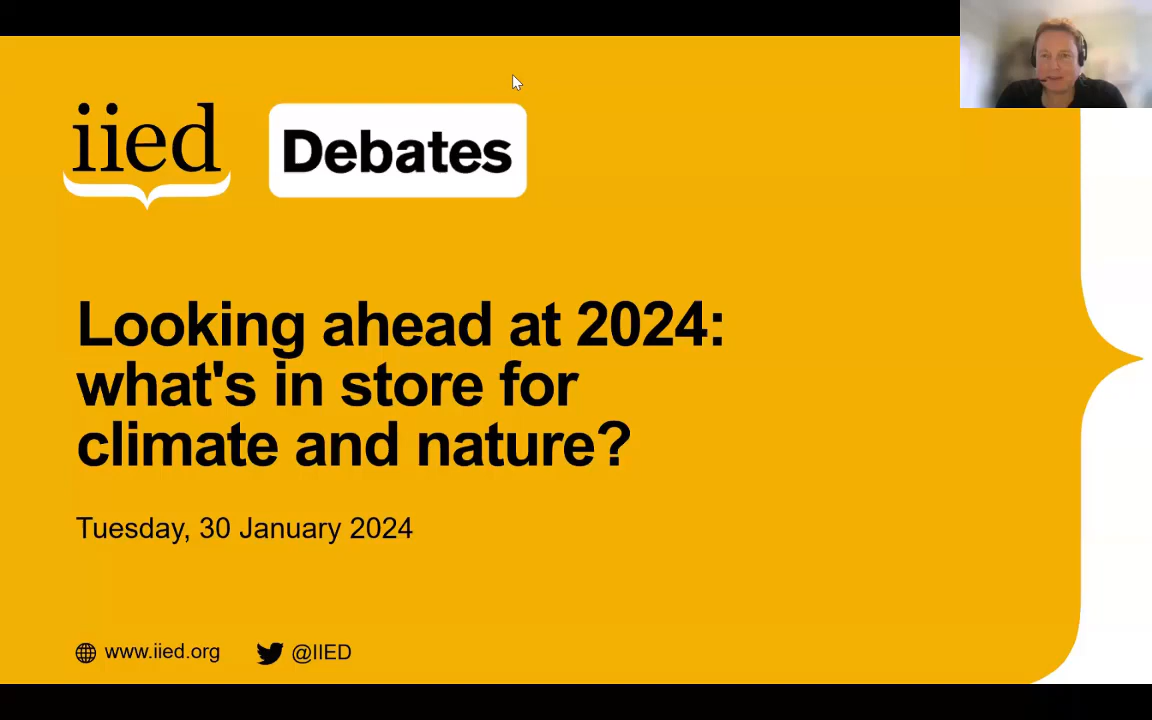 iied
Debates
Looking ahead at 2024:
what's in store for
climate and nature?
Tuesday, 30 January 2024
www.iied.org
@IIED